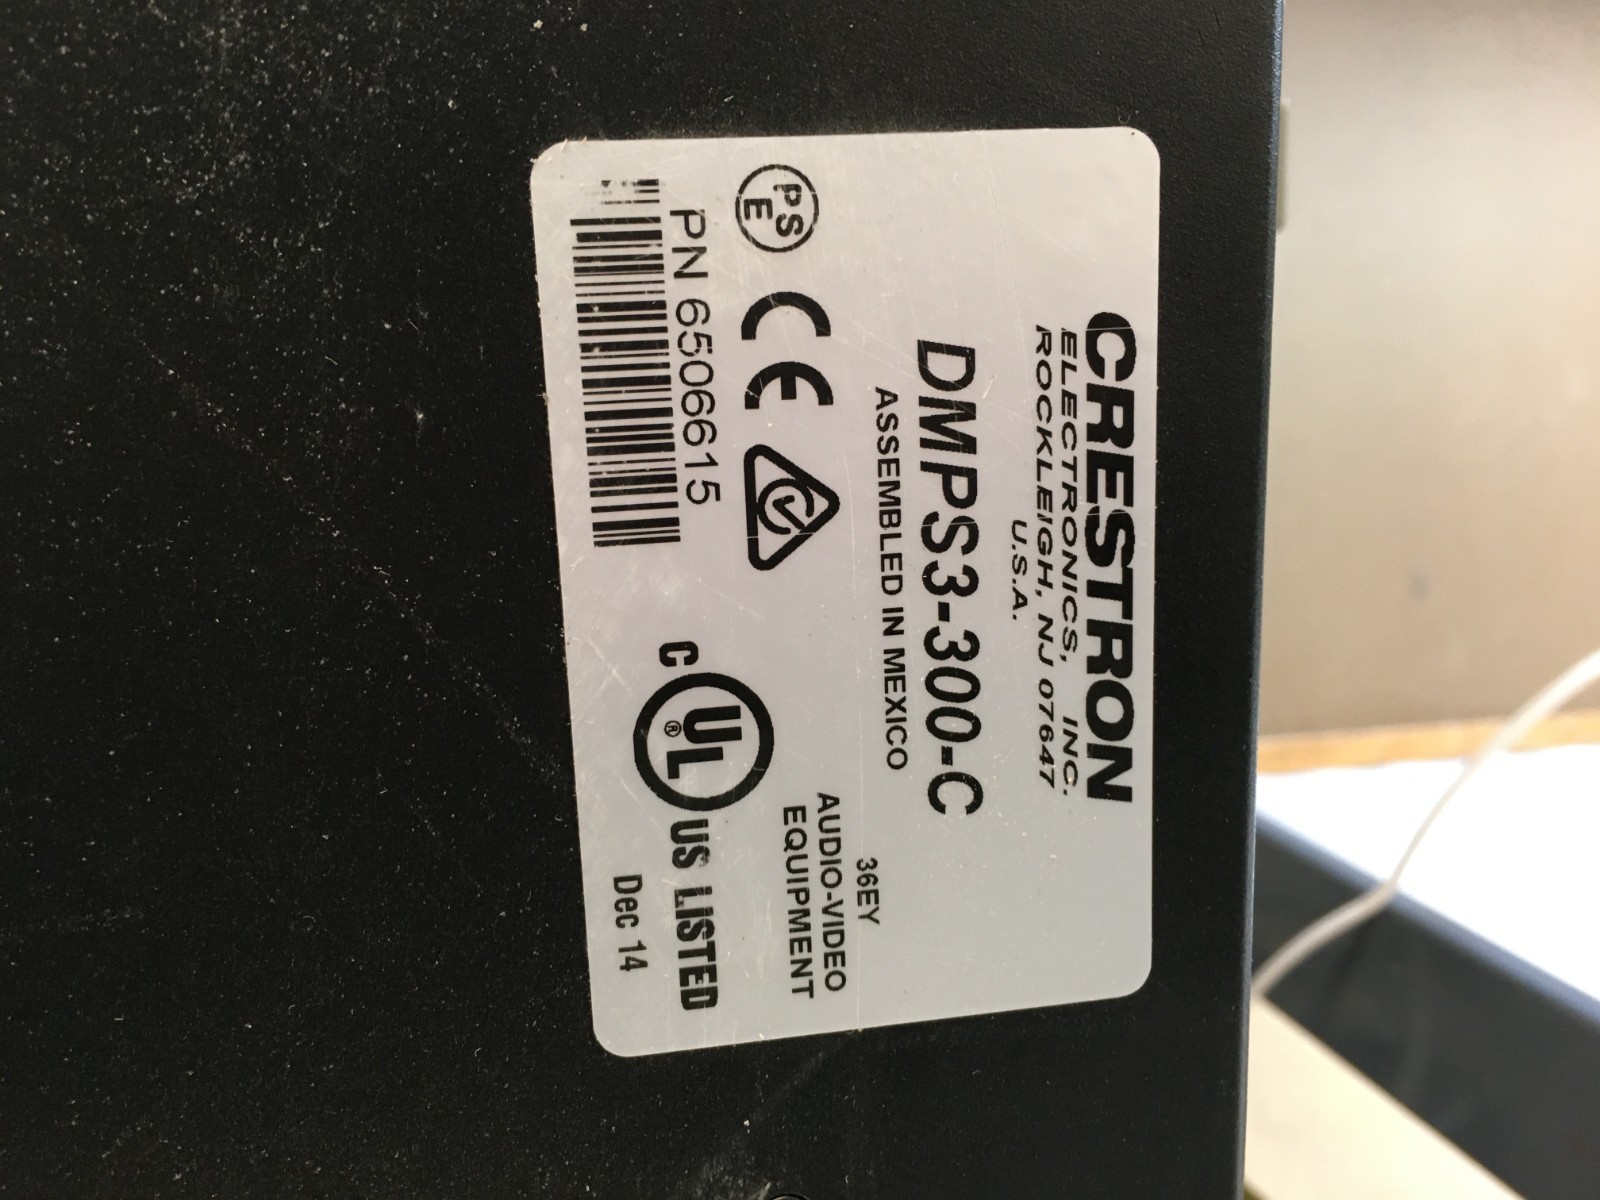 CRESTRON
ELECTRONICS, INC.
ROCKLEIGH, NJ 07647
U.S.A.
DMPS3-300-C
ASSEMBLED IN MEXICO
36EY
AUDIO-VIDEO
EQUIPMENT
PS
E
CE
C UL ® US LISTED
PN 6506615
Dec 14